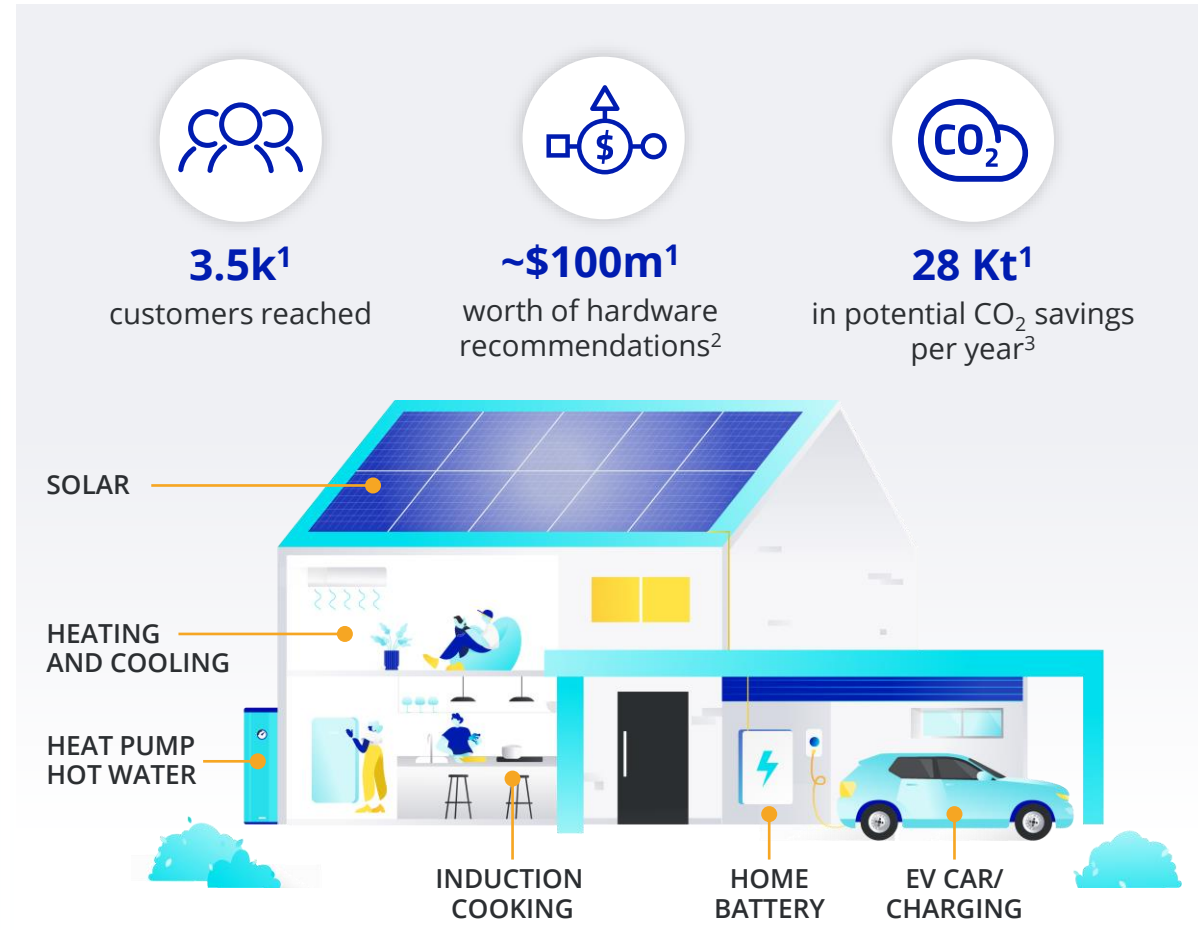 $
CO₂
3.5k¹
customers reached
~$100m¹
worth of hardware
recommendations²
28 Kt¹
in potential CO₂ savings
per year³
SOLAR
HEATING
AND COOLING
HEAT PUMP
HOT WATER
INDUCTION
COOKING
HOME
BATTERY
EV CAR/
CHARGING